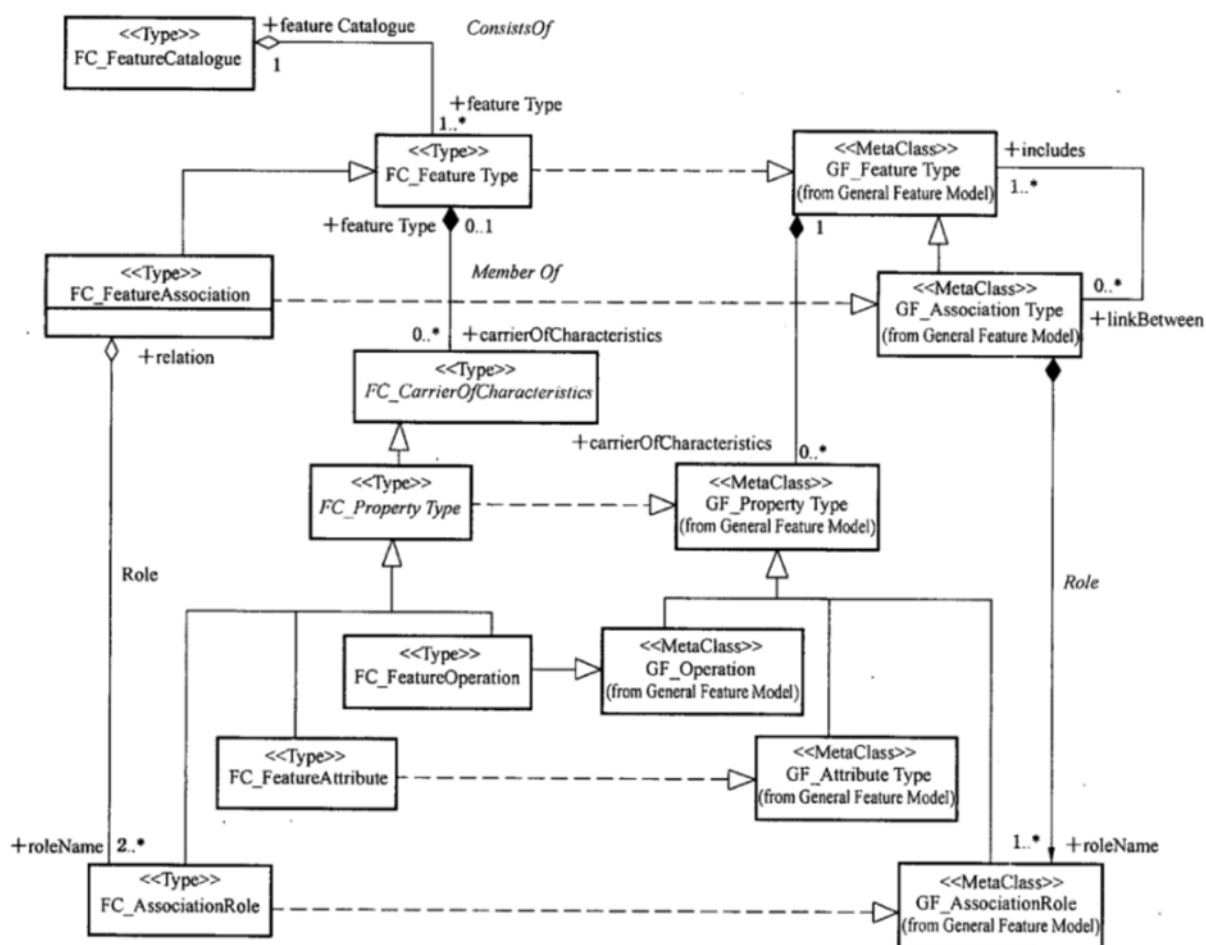 <<Type>>
FC_FeatureCatalogue
+feature Catalogue
1
ConsistsOf
+feature Type
1..*
<<Type>>
FC_Feature Type
<<MetaClass>>
GF_Feature Type
(from General Feature Model)
+includes
1..*
+feature Type
0..1
1
<<Type>>
FC_FeatureAssociation
Member Of
<<MetaClass>>
GF_Association Type
(from General Feature Model)
0..*
+linkBetween
+relation
0..*
+carrierOfCharacteristics
<<Type>>
FC_CarrierOfCharacteristics
+carrierOfCharacteristics
0..*
<<Type>>
FC_Property Type
<<MetaClass>>
GF_Property Type
(from General Feature Model)
Role
Role
<<Type>>
FC_FeatureOperation
<<MetaClass>>
GF_Operation
(from General Feature Model)
<<Type>>
FC_FeatureAttribute
<<MetaClass>>
GF_Attribute Type
(from General Feature Model)
+roleName
2..*
1..*
+roleName
<<Type>>
FC_AssociationRole
<<MetaClass>>
GF_AssociationRole
(from General Feature Model)